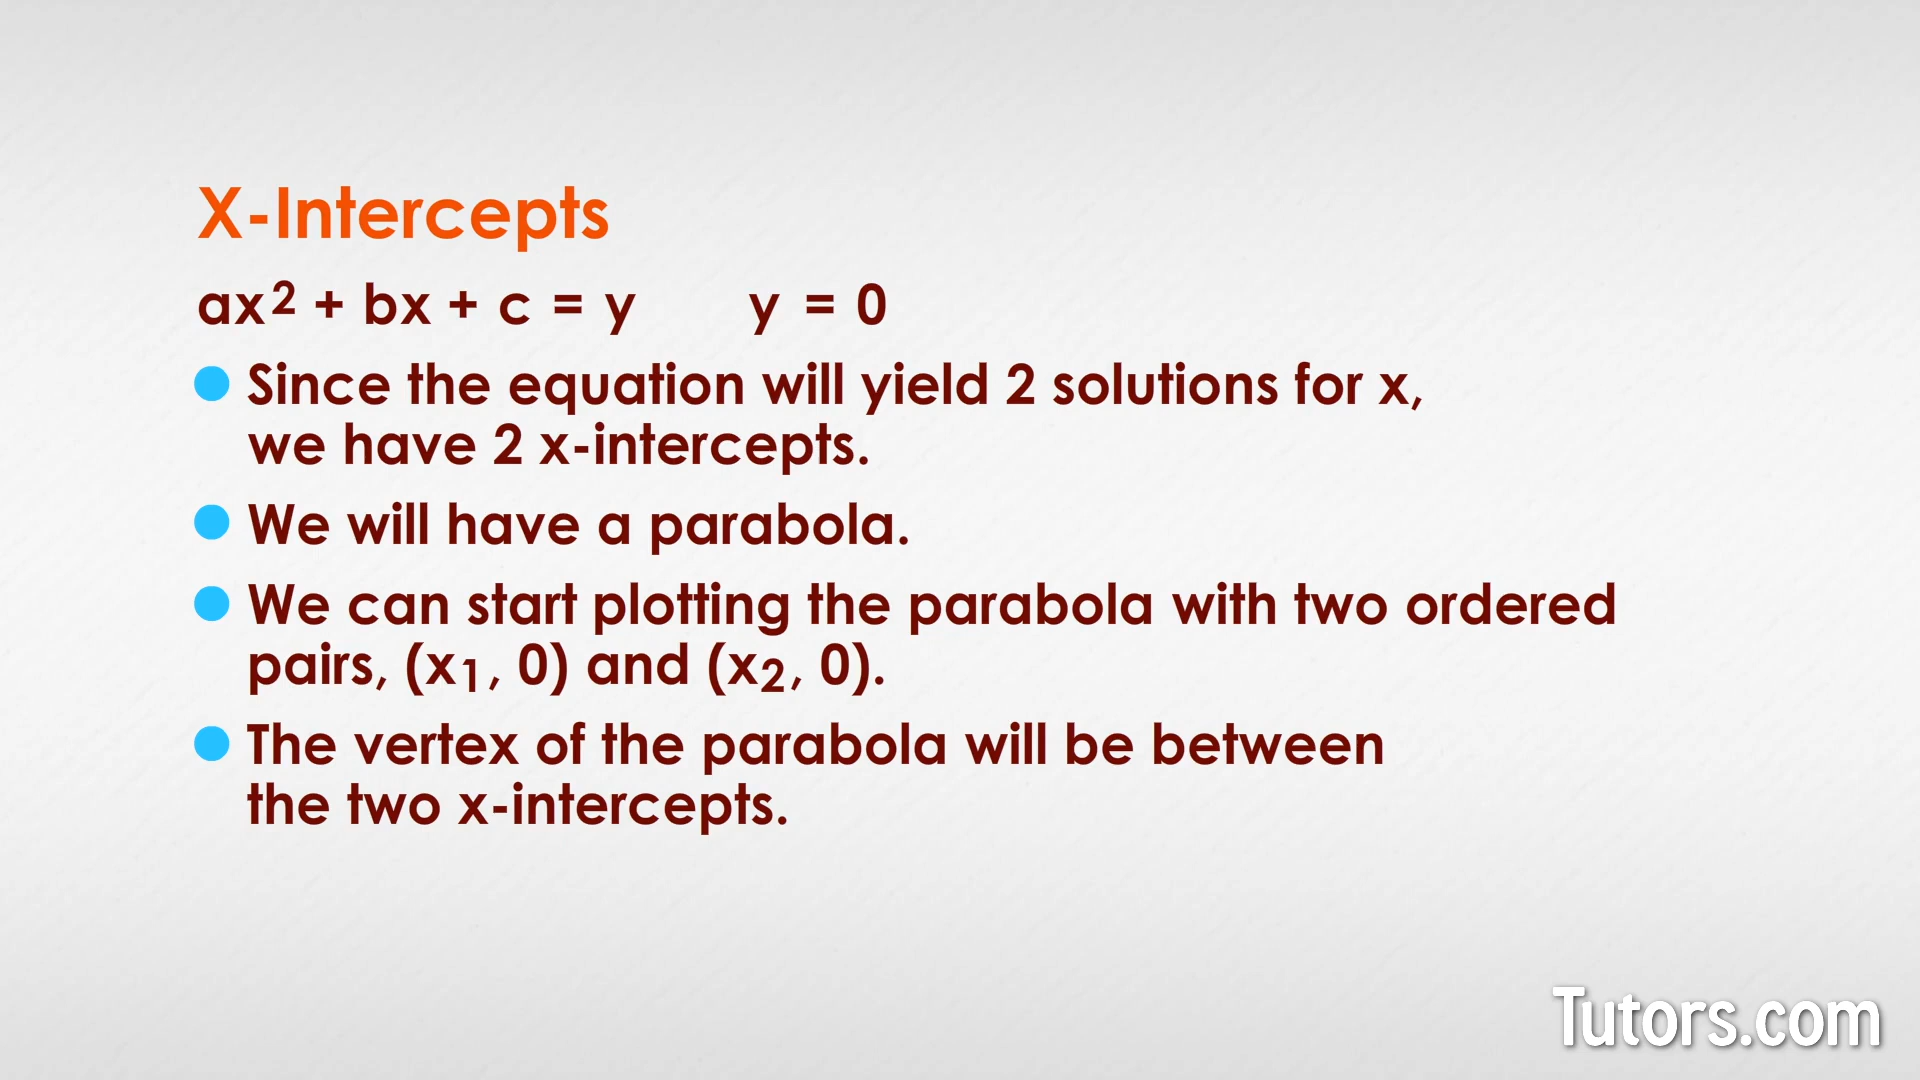 X-Intercepts
ax² + bx + c = y y = 0
Since the equation will yield 2 solutions for x,
we have 2 x-intercepts.
We will have a parabola.
We can start plotting the parabola with two ordered
pairs, (x₁, 0) and (x₂, 0).
The vertex of the parabola will be between
the two x-intercepts.
Tutors.com